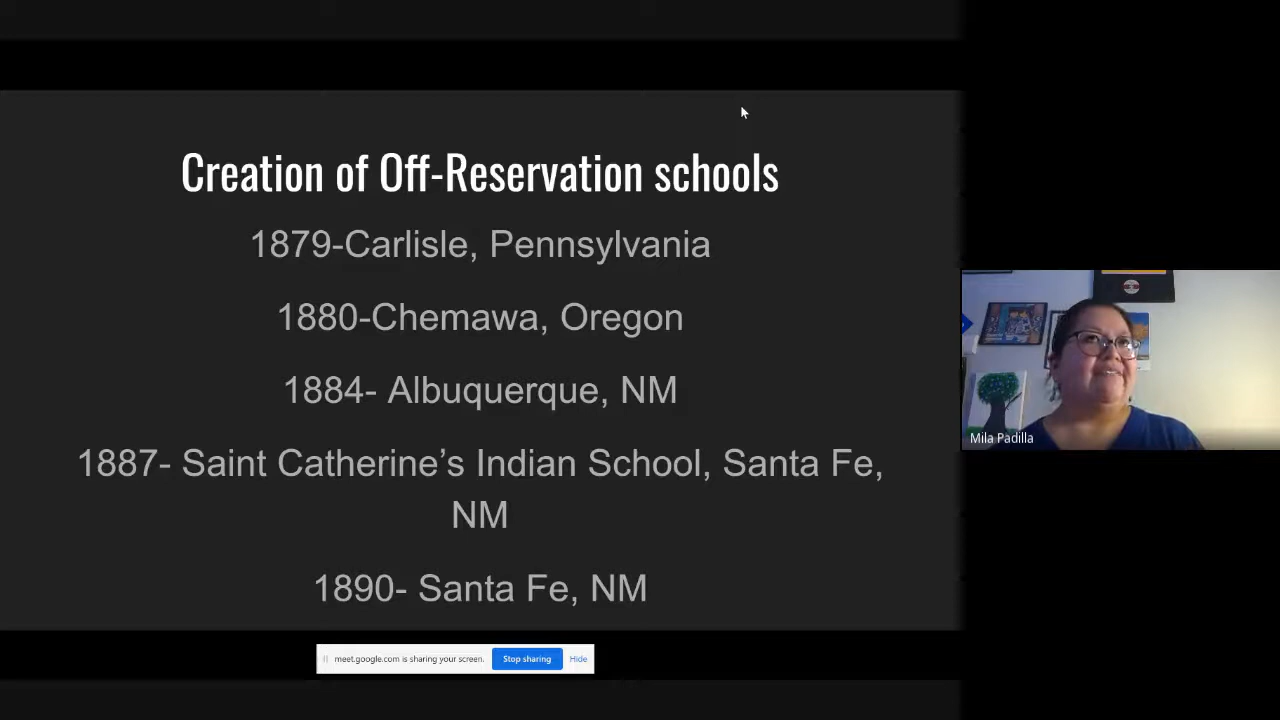 Creation of Off-Reservation schools
1879-Carlisle, Pennsylvania
1880-Chemawa, Oregon
1884- Albuquerque, NM
1887- Saint Catherine’s Indian School, Santa Fe,
NM
1890- Santa Fe, NM
Mila Padilla
meet.google.com is sharing your screen. Stop sharing Hide